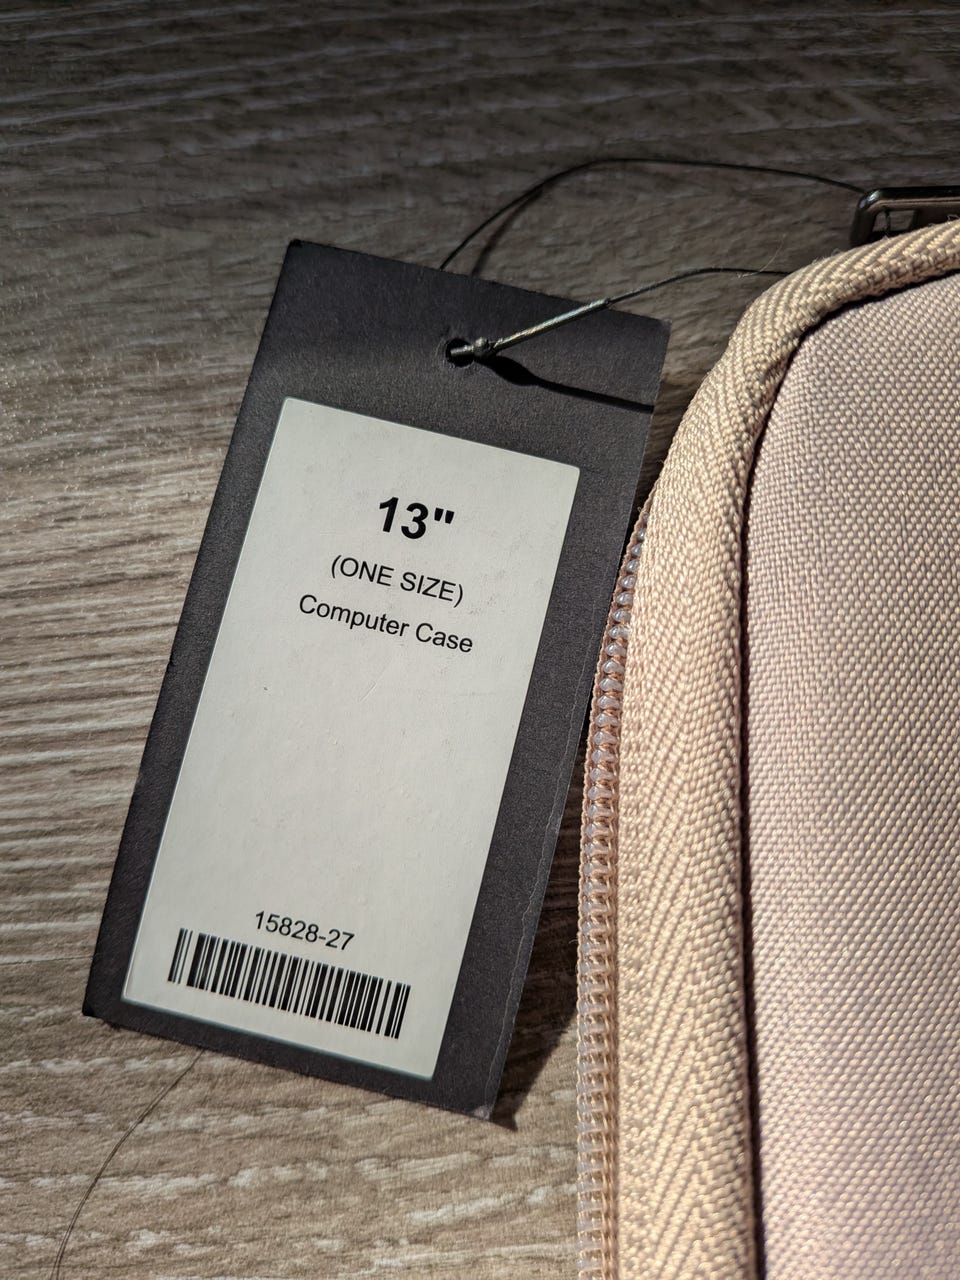 13"
(ONE SIZE)
Computer Case
15828-27